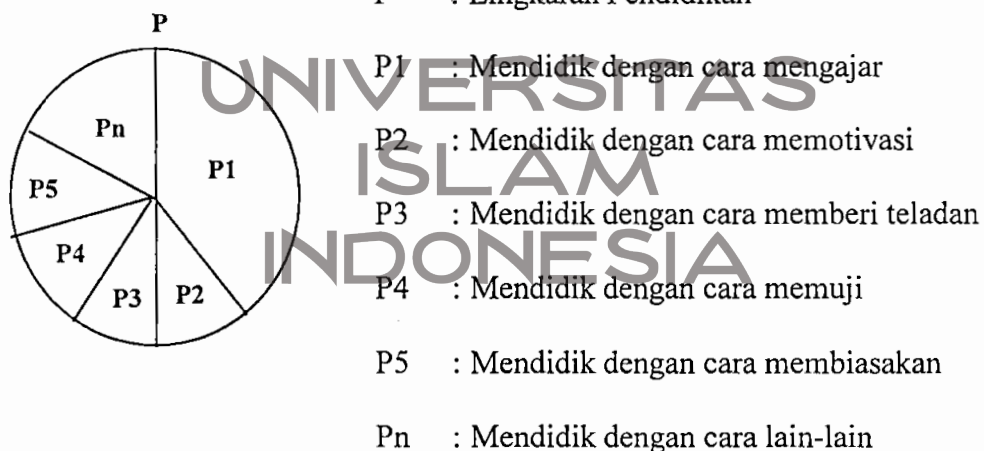 P : Lingkaran Pendidikan
P
P1 : Mendidik dengan cara mengajar
P2 : Mendidik dengan cara memotivasi
P3 : Mendidik dengan cara memberi teladan
P4 : Mendidik dengan cara memuji
P5 : Mendidik dengan cara membiasakan
Pn : Mendidik dengan cara lain-lain
Pn
P1
P5
P4
P3 P2
UNIVERSITAS
ISLAM
INDONESIA